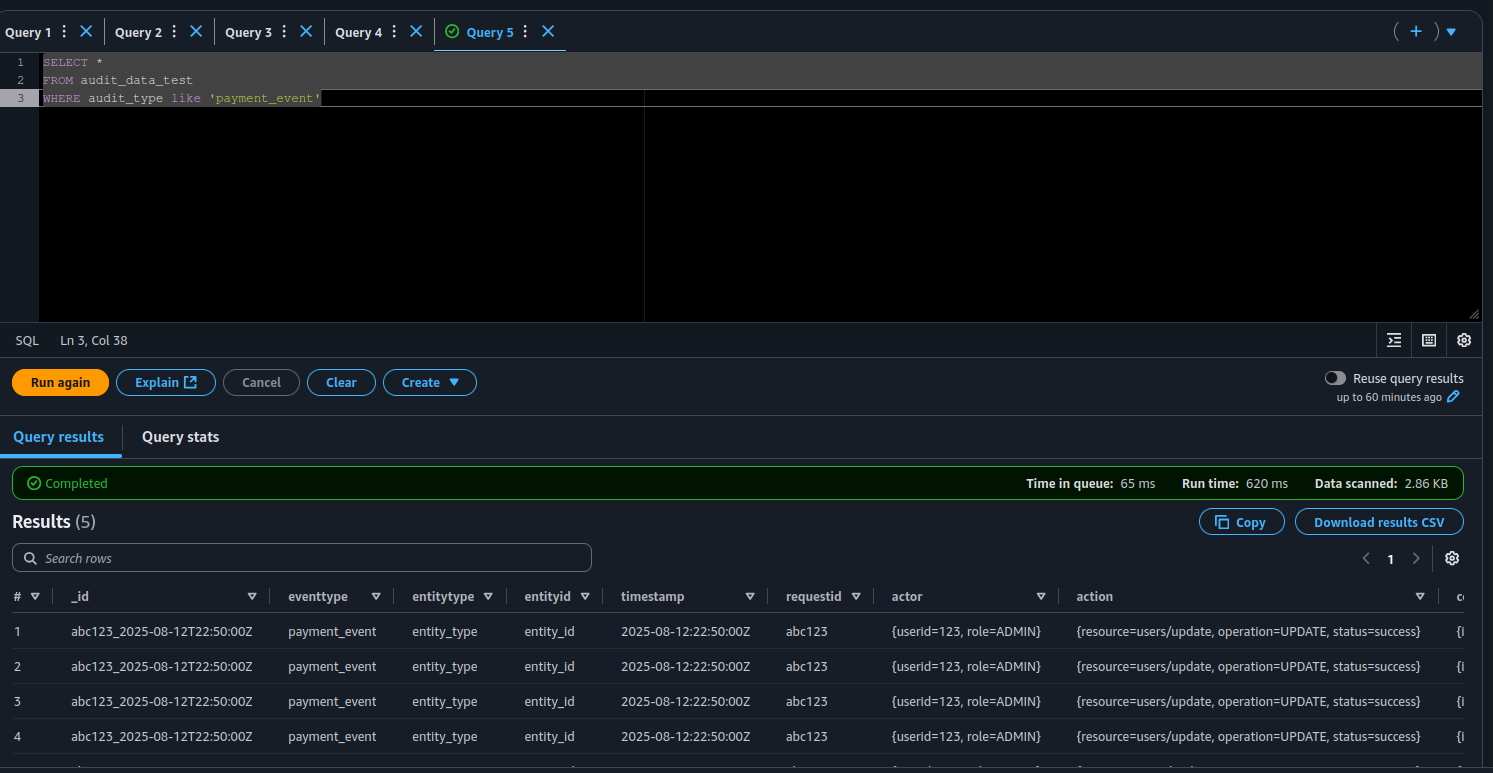 Query 1 Query 2 Query 3 Query 4 Query 5
1 SELECT *
2 FROM audit_data_test
3 WHERE audit_type like 'payment_event'
SQL Ln 3, Col 38
Run again Explain Cancel Clear Create Reuse query results
up to 60 minutes ago
Query results Query stats
Completed Time in queue: 65 ms Run time: 620 ms Data scanned: 2.86 KB
Results (5) Copy Download results CSV
Search rows 1
# _id eventtype entitytype entityid timestamp requestid actor action
1 abc123_2025-08-12T22:50:00Z payment_event entity_type entity_id 2025-08-12:22:50:00Z abc123 {userId=123, role=ADMIN} {resource=users/update, operation=UPDATE, status=success}
2 abc123_2025-08-12T22:50:00Z payment_event entity_type entity_id 2025-08-12:22:50:00Z abc123 {userId=123, role=ADMIN} {resource=users/update, operation=UPDATE, status=success}
3 abc123_2025-08-12T22:50:00Z payment_event entity_type entity_id 2025-08-12:22:50:00Z abc123 {userId=123, role=ADMIN} {resource=users/update, operation=UPDATE, status=success}
4 abc123_2025-08-12T22:50:00Z payment_event entity_type entity_id 2025-08-12:22:50:00Z abc123 {userId=123, role=ADMIN} {resource=users/update, operation=UPDATE, status=success}